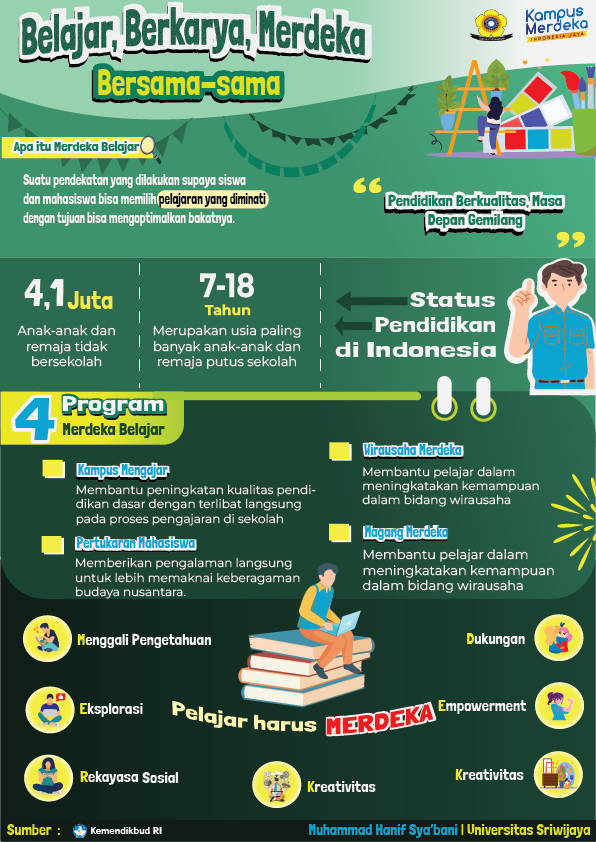 Belajar, Berkarya, Merdeka
Bersama-sama
Kampus
Merdeka
INDONESIA JAYA
Apa itu Merdeka Belajar
Suatu pendekatan yang dilakukan supaya siswa
dan mahasiswa bisa memilih pelajaran yang diminati
dengan tujuan bisa mengoptimalkan bakatnya.
“ Pendidikan Berkualitas, Masa
Depan Gemilang ”
4,1 Juta
Anak-anak dan
remaja tidak
bersekolah
7-18
Tahun
Merupakan usia paling
banyak anak-anak dan
remaja putus sekolah
Status
Pendidikan
di Indonesia
4 Program
Merdeka Belajar
Kampus Mengajar
Membantu peningkatan kualitas pendi-
dikan dasar dengan terlibat langsung
pada proses pengajaran di sekolah
Pertukaran Mahasiswa
Memberikan pengalaman langsung
untuk lebih memaknai keberagaman
budaya nusantara.
Wirausaha Merdeka
Membantu pelajar dalam
meningkatakan kemampuan
dalam bidang wirausaha
Magang Merdeka
Membantu pelajar dalam
meningkatakan kemampuan
dalam bidang wirausaha
Menggali Pengetahuan
Eksplorasi
Rekayasa Sosial
Pelajar harus MERDEKA
Kreativitas
Dukungan
Empowerment
Kreativitas
Sumber : Kemendikbud RI
Muhammad Hanif Sya'bani | Universitas Sriwijaya